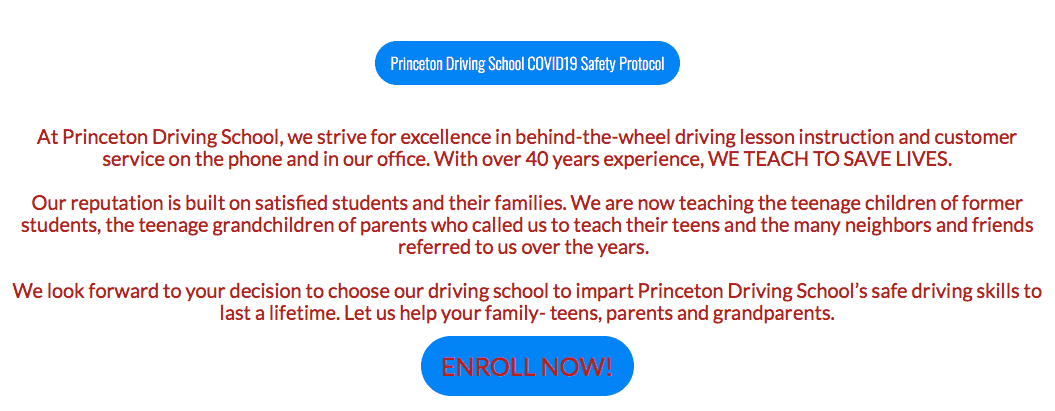 Princeton Driving School COVID19 Safety Protocol
At Princeton Driving School, we strive for excellence in behind-the-wheel driving lesson instruction and customer
service on the phone and in our office. With over 40 years experience, WE TEACH TO SAVE LIVES.
Our reputation is built on satisfied students and their families. We are now teaching the teenage children of former
students, the teenage grandchildren of parents who called us to teach their teens and the many neighbors and friends
referred to us over the years.
We look forward to your decision to choose our driving school to impart Princeton Driving School’s safe driving skills to
last a lifetime. Let us help your family- teens, parents and grandparents.
ENROLL NOW!